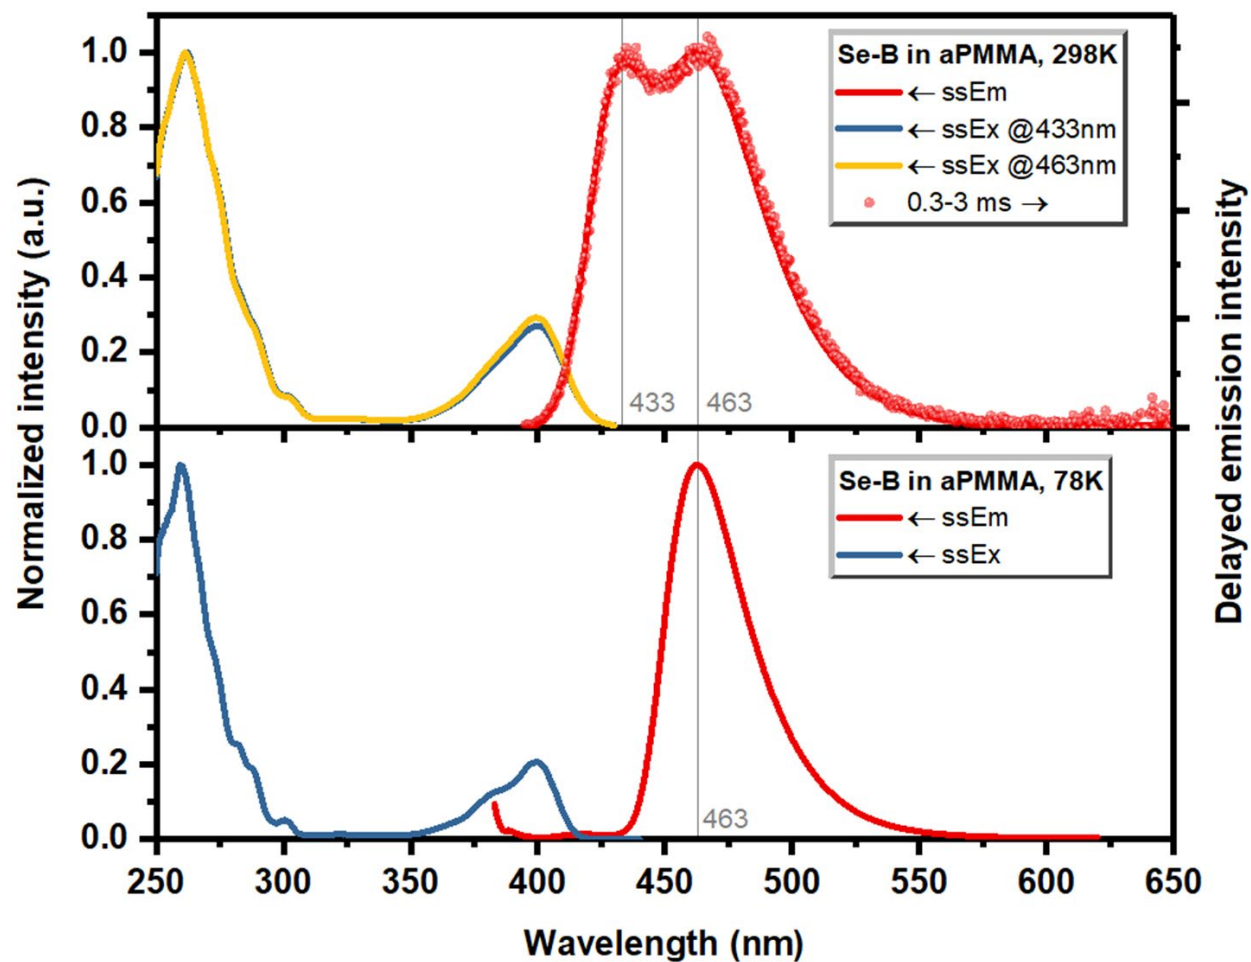 Normalized intensity (a.u.)
Delayed emission intensity
1.0
0.8
0.6
0.4
0.2
0.0
Se-B in aPMMA, 298K
← ssEm
← ssEx @433nm
← ssEx @463nm
0.3-3 ms →
433
463
1.0
0.8
0.6
0.4
0.2
0.0
Se-B in aPMMA, 78K
← ssEm
← ssEx
463
250 300 350 400 450 500 550 600 650
Wavelength (nm)